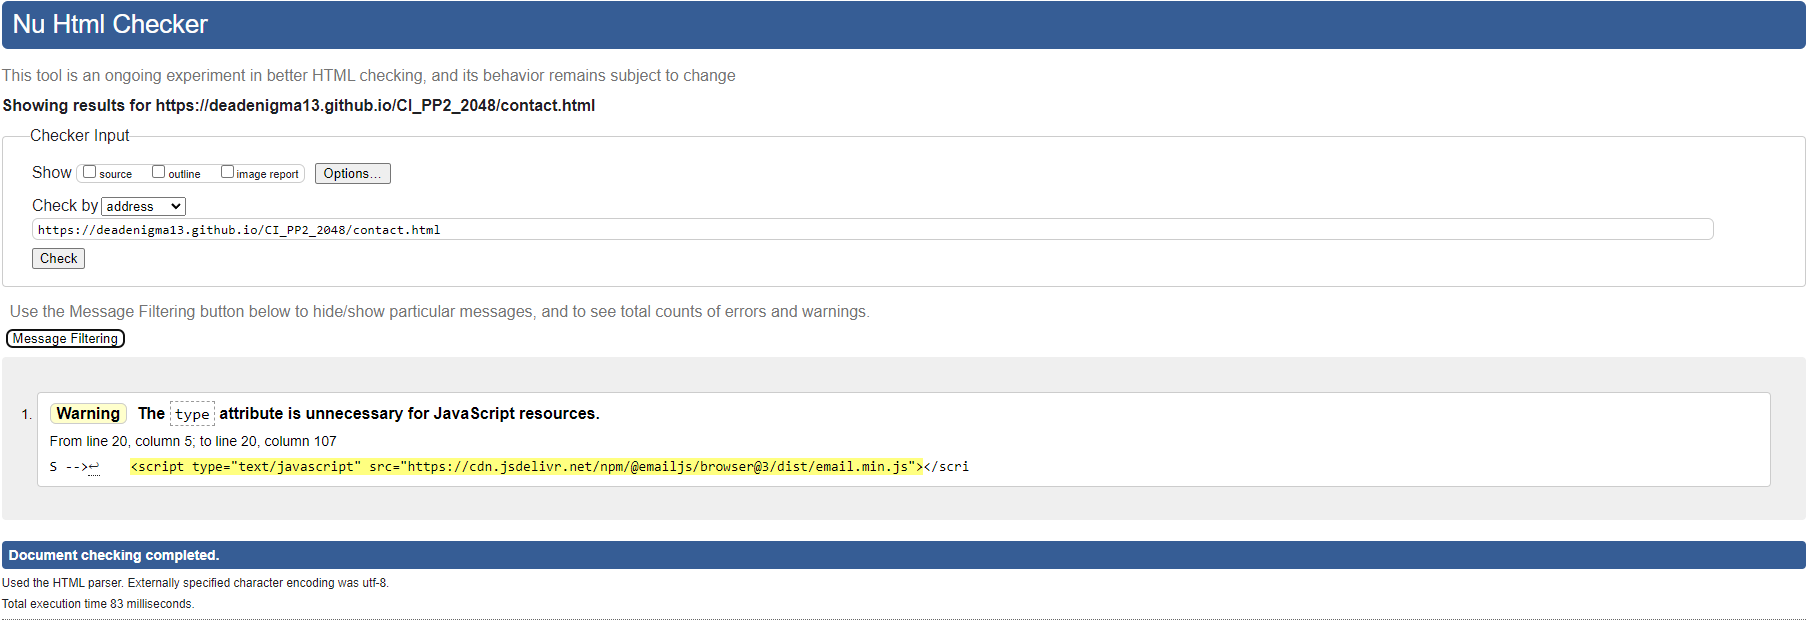 Nu Html Checker
This tool is an ongoing experiment in better HTML checking, and its behavior remains subject to change
Showing results for https://deadenigma13.github.io/CI_PP2_2048/contact.html
Checker Input
Show source outline image report Options...
Check by address
https://deadenigma13.github.io/CI_PP2_2048/contact.html
Check
Use the Message Filtering button below to hide/show particular messages, and to see total counts of errors and warnings.
Message Filtering
1. Warning The type attribute is unnecessary for JavaScript resources.
From line 20, column 5; to line 20, column 107
S -->↩ <script type="text/javascript" src="https://cdn.jsdelivr.net/npm/@emailjs/browser@3/dist/email.min.js"></scri
Document checking completed.
Used the HTML parser. Externally specified character encoding was utf-8.
Total execution time 83 milliseconds.